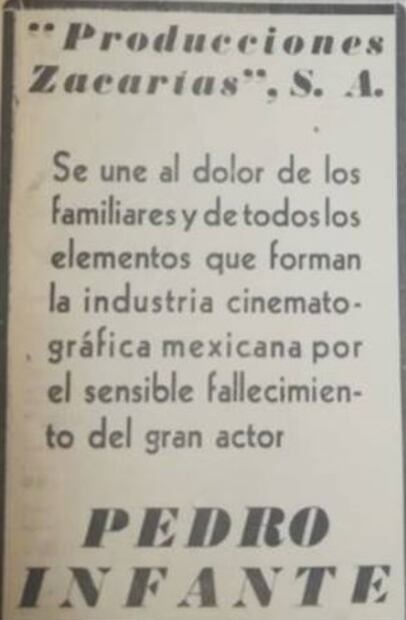 "Producciones
Zacarías", S. A.
Se une al dolor de los
familiares y de todos los
elementos que forman
la industria cinemato-
gráfica mexicana por
el sensible fallecimien-
to del gran actor
PEDRO
INFANTE